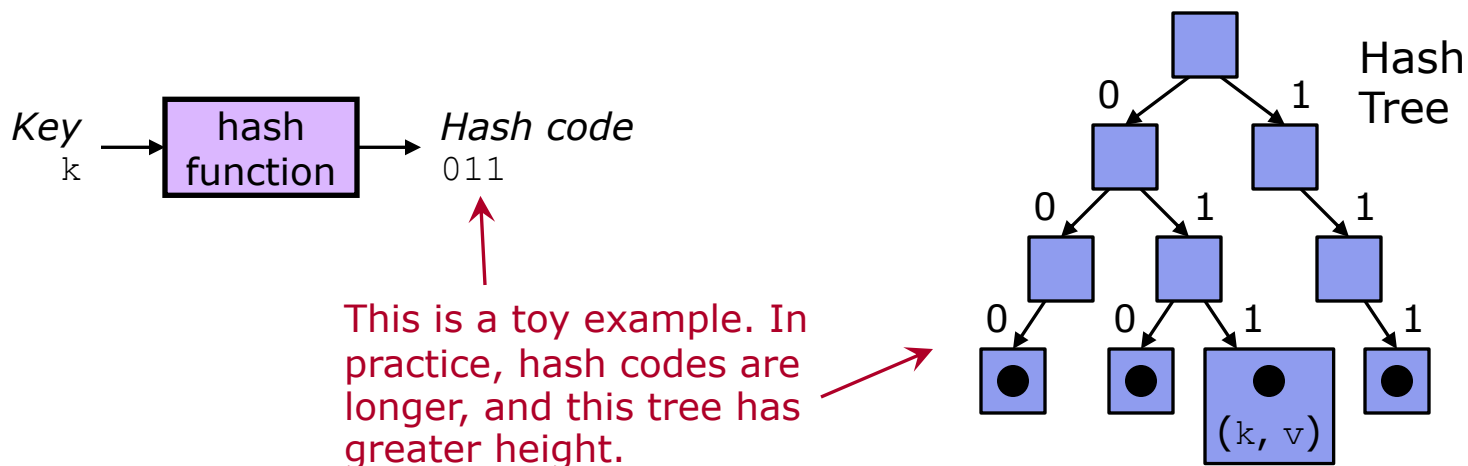 Hash
Tree
0 1
Key
k
hash
function
Hash code
011
0 1 1
This is a toy example. In
practice, hash codes are
longer, and this tree has
greater height.
0 0 1 1
(k, v)